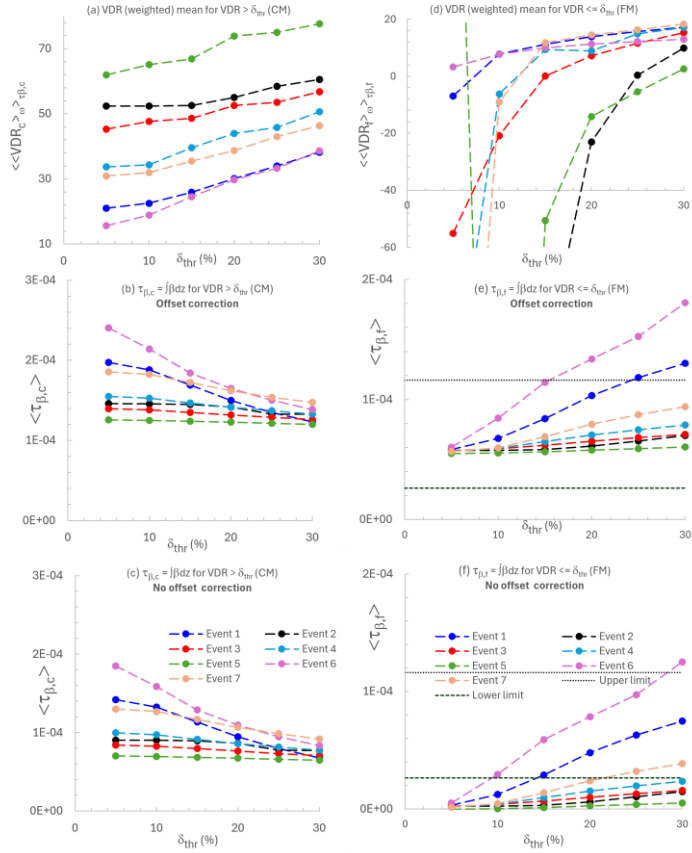 (a) VDR (weighted) mean for VDR > δthr (CM)
70
50
30
10
<<VDRc>ω>τβ,c
0
10
20
30
δthr (%)
(d) VDR (weighted) mean for VDR <= δthr (FM)
20
0
-20
-40
-60
<<VDRf>ω>τβ,f
0
10
20
30
δthr (%)
(b) τβ,c = ∫βdz for VDR > δthr (CM)
Offset correction
3E-04
2E-04
1E-04
0E+00
<τβ,c>
0
10
20
30
δthr (%)
(e) τβ,f = ∫βdz for VDR <= δthr (FM)
Offset correction
2E-04
1E-04
0E+00
<τβ,f>
0
10
20
30
δthr (%)
(c) τβ,c = ∫βdz for VDR > δthr (CM)
No offset correction
3E-04
2E-04
1E-04
0E+00
<τβ,c>
Event 1
Event 2
Event 3
Event 4
Event 5
Event 6
Event 7
0
10
20
30
δthr (%)
(f) τβ,f = ∫βdz for VDR <= δthr (FM)
No offset correction
2E-04
1E-04
0E+00
<τβ,f>
Event 1
Event 2
Event 3
Event 4
Event 5
Event 6
Event 7
Upper limit
Lower limit
0
10
20
30
δthr (%)